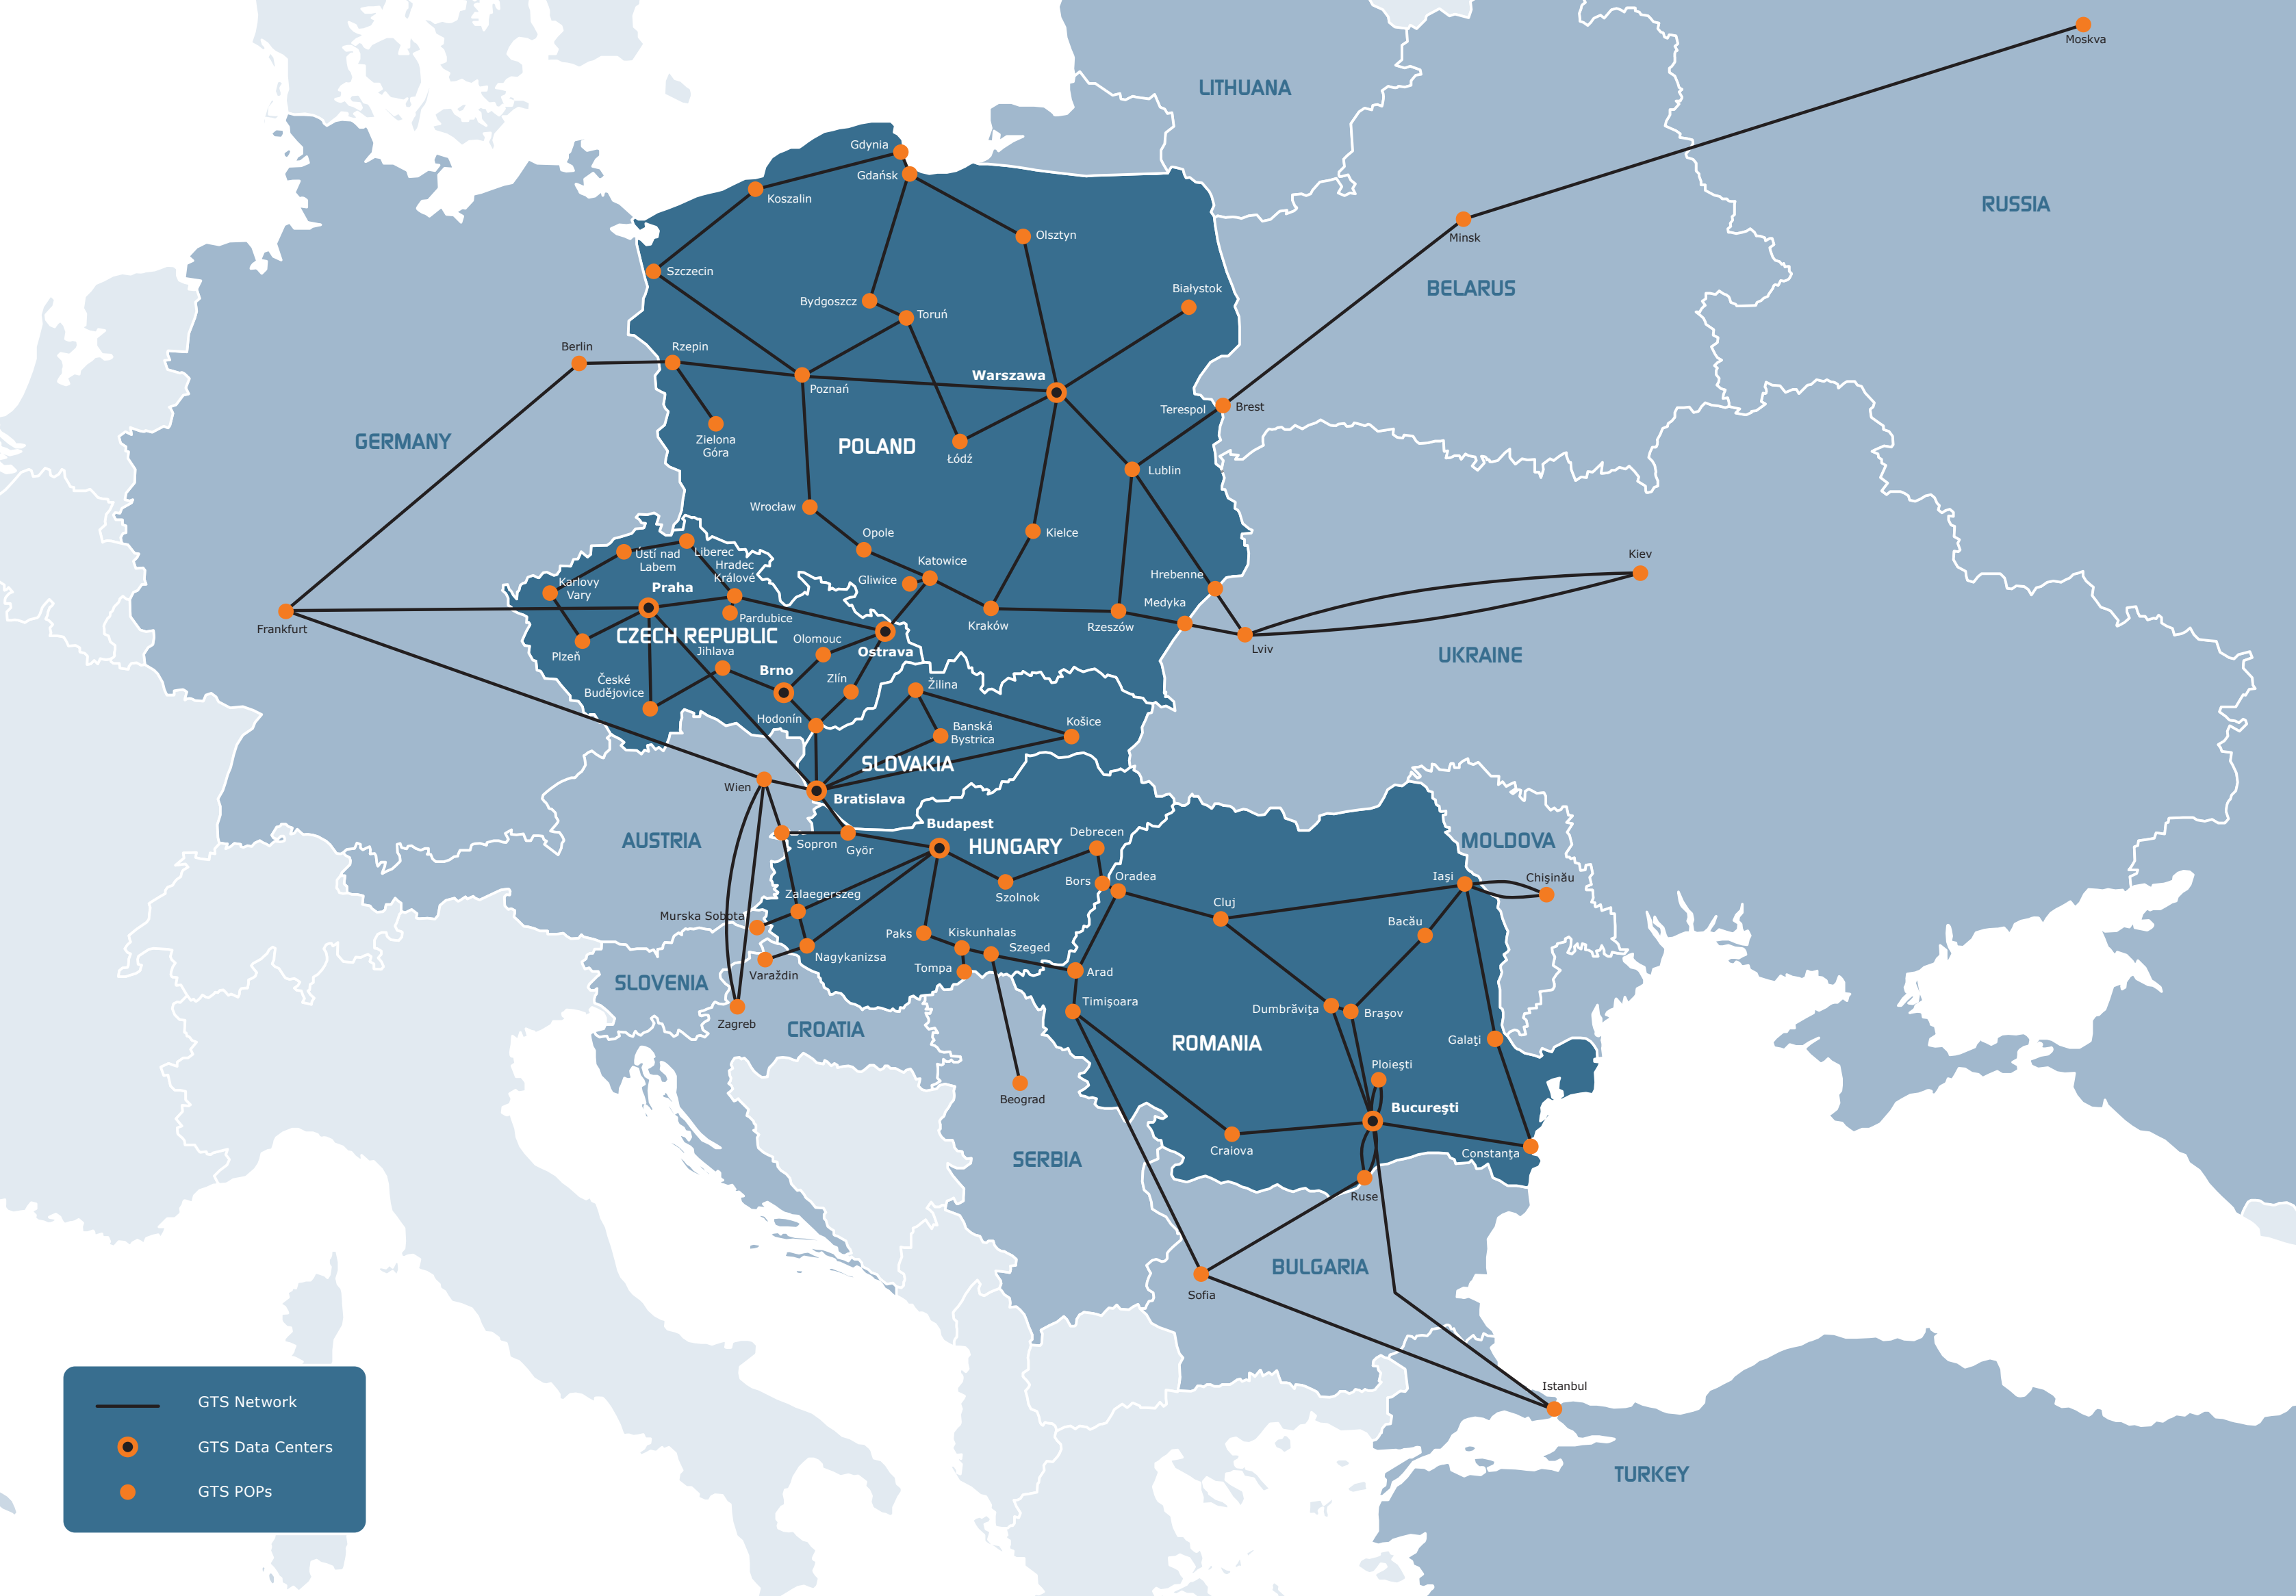 Moskva
LITHUANA
Gdynia
Gdańsk
Koszalin
RUSSIA
Olsztyn
Minsk
Szczecin
Białystok
BELARUS
Bydgoszcz
Toruń
Berlin
Rzepin
Warszawa
Poznań
Terespol
Brest
GERMANY
Zielona
Góra
POLAND
Łódź
Lublin
Wrocław
Opole
Kielce
Ústí nad
Labem
Liberec
Hradec
Králové
Katowice
Gliwice
Kiev
Karlovy
Vary
Praha
Hrebenne
Medyka
Frankfurt
Pardubice
Kraków
Rzeszów
CZECH REPUBLIC
Olomouc
Lviv
Plzeň
Jihlava
Ostrava
UKRAINE
Brno
České
Budějovice
Zlín
Žilina
Hodonín
Banská
Bystrica
Košice
SLOVAKIA
Wien
Bratislava
Budapest
Debrecen
AUSTRIA
Sopron
Györ
HUNGARY
MOLDOVA
Bors
Oradea
Iaşi
Chişinău
Zalaegerszeg
Szolnok
Cluj
Murska Sobota
Bacău
Paks
Kiskunhalas
Szeged
Nagykanizsa
Tompa
Arad
Varaždin
SLOVENIA
Timişoara
Dumbrăviţa
Braşov
Zagreb
CROATIA
ROMANIA
Galaţi
Ploieşti
Beograd
Bucureşti
Craiova
Constanţa
SERBIA
Ruse
BULGARIA
Sofia
Istanbul
TURKEY
GTS Network
GTS Data Centers
GTS POPs